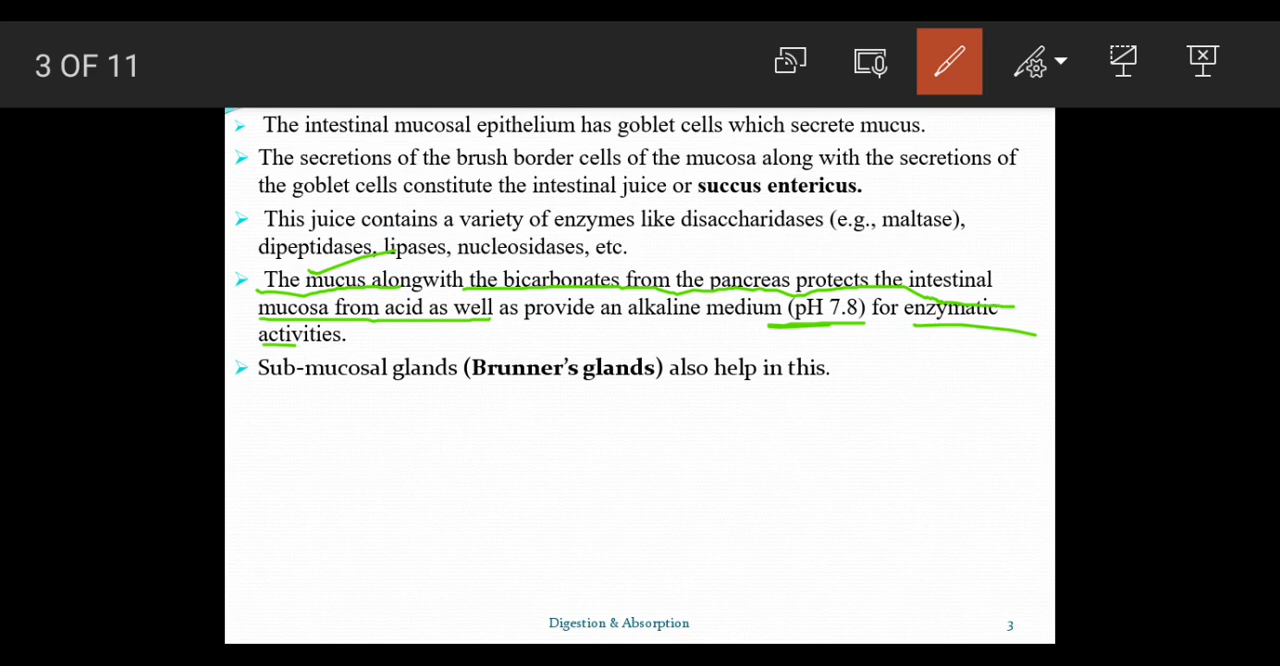 3 OF 11
The intestinal mucosal epithelium has goblet cells which secrete mucus.
The secretions of the brush border cells of the mucosa along with the secretions of
the goblet cells constitute the intestinal juice or succus entericus.
This juice contains a variety of enzymes like disaccharidases (e.g., maltase),
dipeptidases, lipases, nucleosidases, etc.
The mucus alongwith the bicarbonates from the pancreas protects the intestinal
mucosa from acid as well as provide an alkaline medium (pH 7.8) for enzymatic
activities.
Sub-mucosal glands (Brunner’s glands) also help in this.
Digestion & Absorption
3